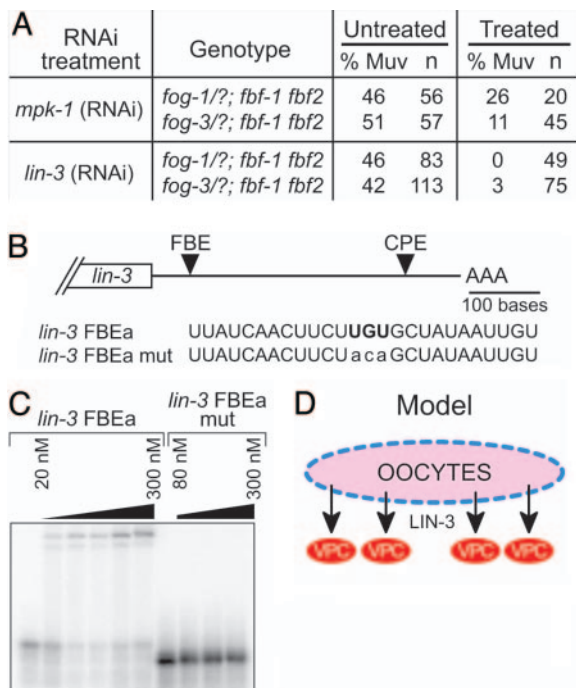 A
RNAi treatment Genotype Untreated Treated
% Muv n % Muv n
mpk-1 (RNAi) fog-1/?; fbf-1 fbf2 46 56 26 20
fog-3/?; fbf-1 fbf2 51 57 11 45
lin-3 (RNAi) fog-1/?; fbf-1 fbf2 46 83 0 49
fog-3/?; fbf-1 fbf2 42 113 3 75
B
FBE CPE
lin-3 AAA
100 bases
lin-3 FBEa UUAUCAACUUCUUGUGCUAUAAUUGU
lin-3 FBEa mut UUAUCAACUUCUacaGCUAUAAUUGU
C
lin-3 FBEa lin-3 FBEa mut
20 nM 300 nM 80 nM 300 nM
D
Model
OOCYTES
LIN-3
VPC VPC VPC VPC